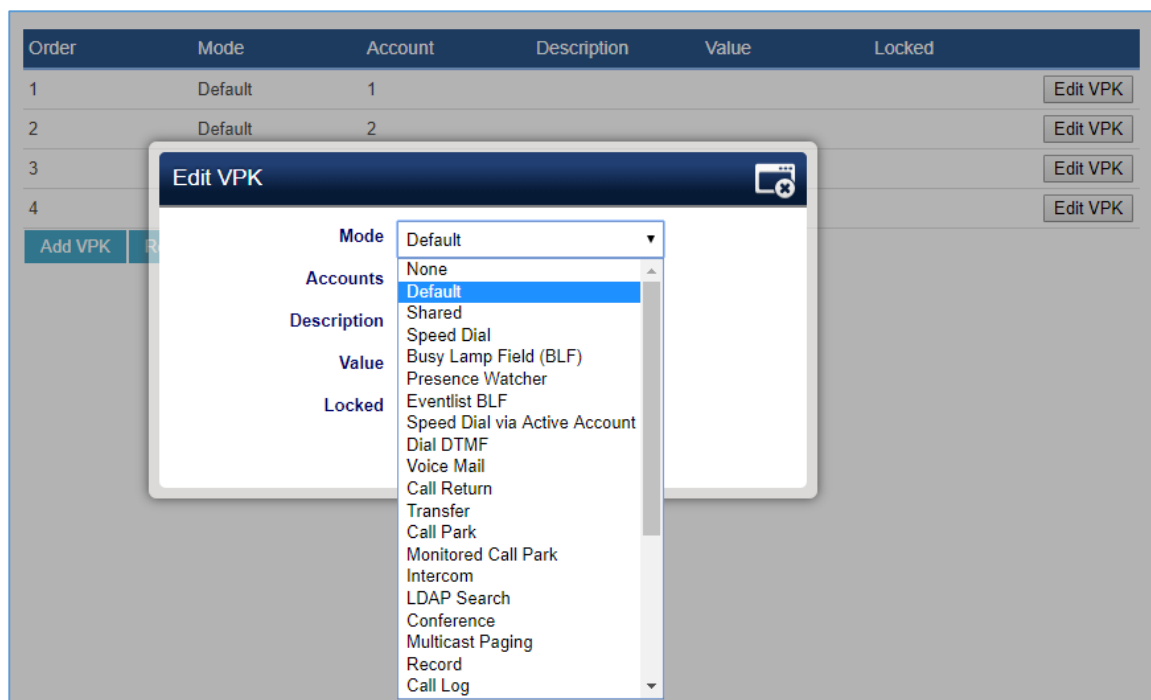 Order Mode Account Description Value Locked
1 Default 1 Edit VPK
2 Default 2 Edit VPK
3 Edit VPK
4 Edit VPK
Add VPK
Edit VPK
Mode Default
Accounts
Description
Value
Locked
None
Default
Shared
Speed Dial
Busy Lamp Field (BLF)
Presence Watcher
Eventlist BLF
Speed Dial via Active Account
Dial DTMF
Voice Mail
Call Return
Transfer
Call Park
Monitored Call Park
Intercom
LDAP Search
Conference
Multicast Paging
Record
Call Log